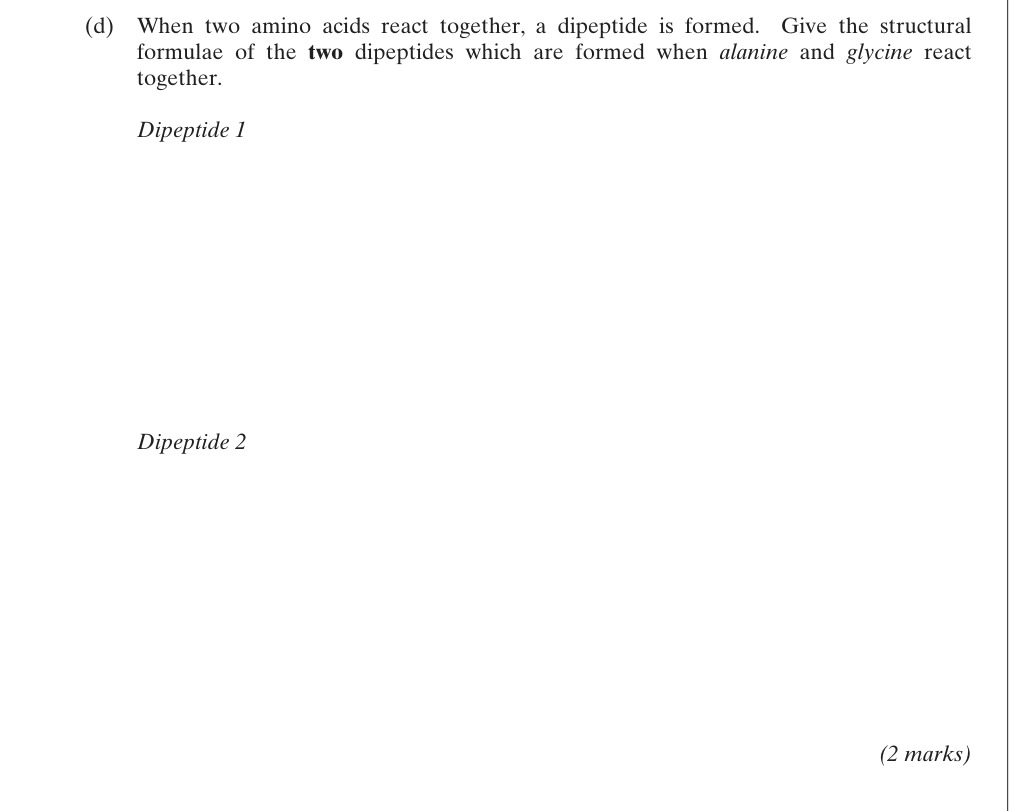 (d) When two amino acids react together, a dipeptide is formed. Give the structural
formulae of the two dipeptides which are formed when alanine and glycine react
together.
Dipeptide 1
Dipeptide 2
(2 marks)